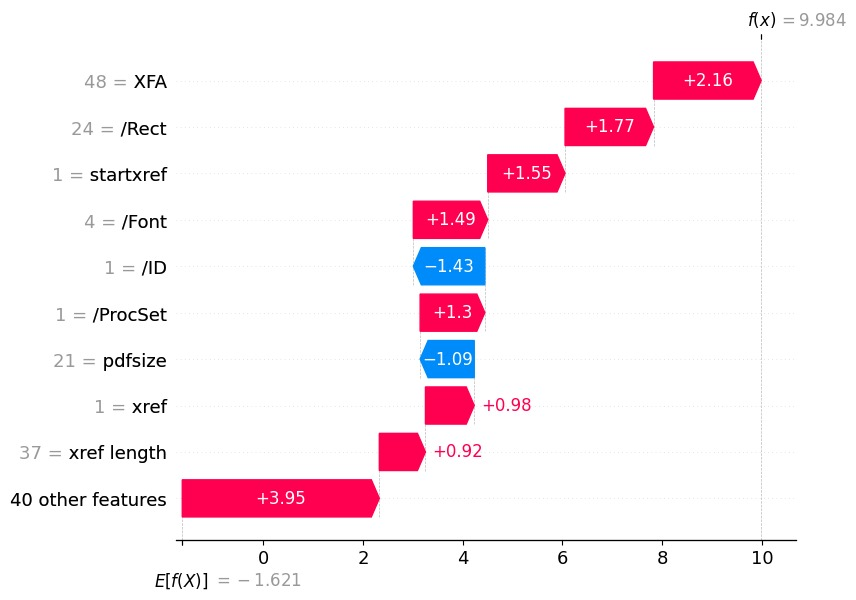 f(x) = 9.984
48 = XFA +2.16
24 = /Rect +1.77
1 = startxref +1.55
4 = /Font +1.49
1 = /ID −1.43
1 = /ProcSet +1.3
21 = pdfsize −1.09
1 = xref +0.98
37 = xref length +0.92
40 other features +3.95
0 2 4 6 8 10
E[f(X)] = −1.621